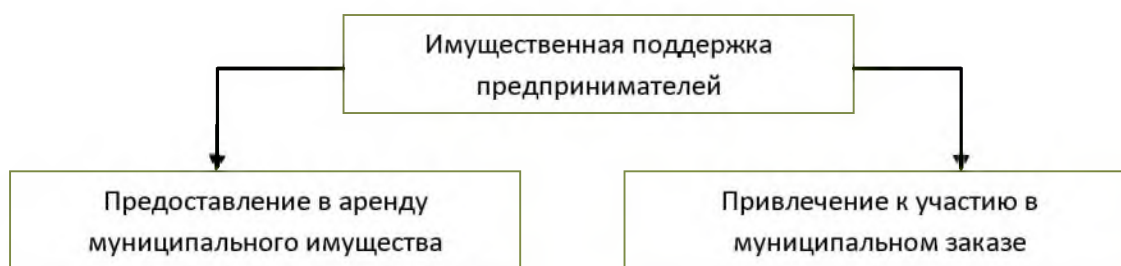 Имущественная поддержка
предпринимателей
Предоставление в аренду
муниципального имущества
Привлечение к участию в
муниципальном заказе